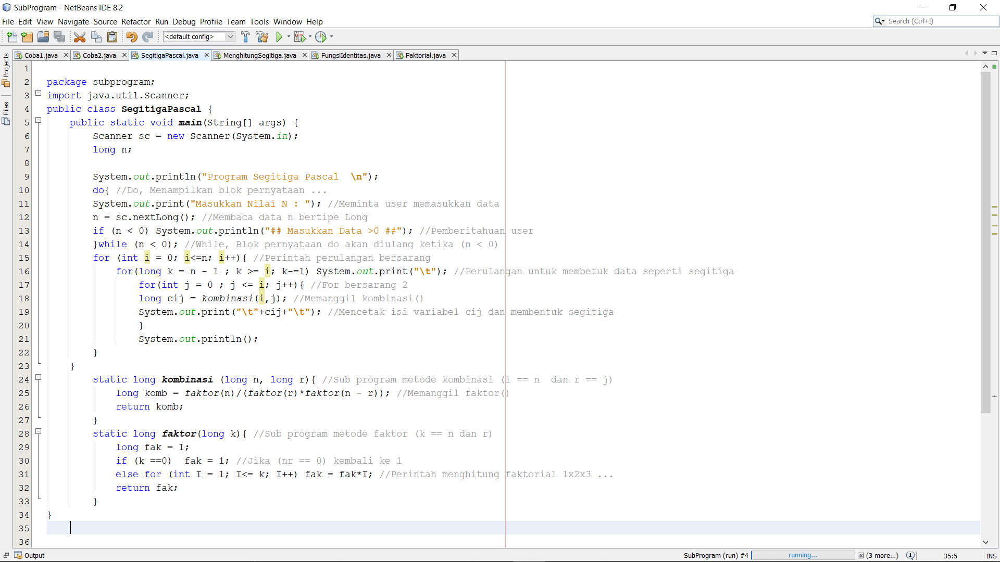 SubProgram - NetBeans IDE 8.2
File Edit View Navigate Source Refactor Run Debug Profile Team Tools Window Help
Search (Ctrl+I)
<default config>
Projects
Files
Coba1.java Coba2.java SegitigaPascal.java MenghitungSegitiga.java FungsiIdentitas.java Faktorial.java
1
2 package subprogram;
3 import java.util.Scanner;
4 public class SegitigaPascal {
5 public static void main(String[] args) {
6 Scanner sc = new Scanner(System.in);
7 long n;
8
9 System.out.println("Program Segitiga Pascal  \n");
10 do{ //Do, Menampilkan blok pernyataan ...
11 System.out.print("Masukkan Nilai N : "); //Meminta user memasukkan data
12 n = sc.nextLong(); //Membaca data n bertipe Long
13 if (n < 0) System.out.println("## Masukkan Data >0 ##"); //Pemberitahuan user
14 }while (n < 0); //While, Blok pernyataan do akan diulang ketika (n < 0)
15 for (int i = 0; i<=n; i++){ //Perintah perulangan bersarang
16 for(long k = n - 1 ; k >= i; k-=1) System.out.print("\t"); //Perulangan untuk membetuk data seperti segitiga
17 for(int j = 0 ; j <= i; j++){ //For bersarang 2
18 long cij = kombinasi(i,j); //Memanggil kombinasi()
19 System.out.print("\t"+cij+"\t"); //Mencetak isi variabel cij dan membentuk segitiga
20 }
21 System.out.println();
22 }
23 }
24 static long kombinasi (long n, long r){ //Sub program metode kombinasi (i == n  dan r == j)
25 long komb = faktor(n)/(faktor(r)*faktor(n - r)); //Memanggil faktor()
26 return komb;
27 }
28 static long faktor(long k){ //Sub program metode faktor (k == n dan r)
29 long fak = 1;
30 if (k ==0)  fak = 1; //Jika (nr == 0) kembali ke 1
31 else for (int I = 1; I<= k; I++) fak = fak*I; //Perintah menghitung faktorial 1x2x3 ...
32 return fak;
33 }
34 }
35
36
Output
SubProgram (run) #4 running... (3 more...) 35:5 INS